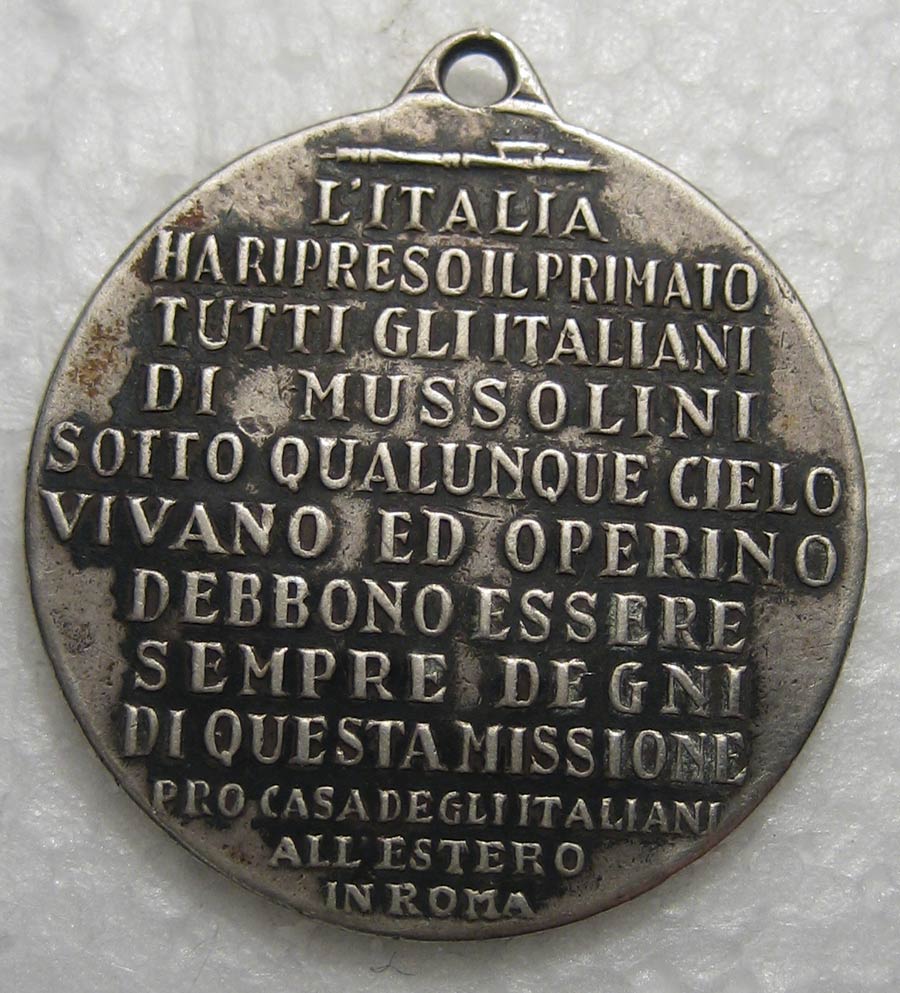 L'ITALIA
HA RIPRESO IL PRIMATO
TUTTI GLI ITALIANI
DI MUSSOLINI
SOTTO QUALUNQUE CIELO
VIVANO ED OPERINO
DEBBONO ESSERE
SEMPRE DEGNI
DI QUESTA MISSIONE
PRO CASA DEGLI ITALIANI
ALL'ESTERO
IN ROMA